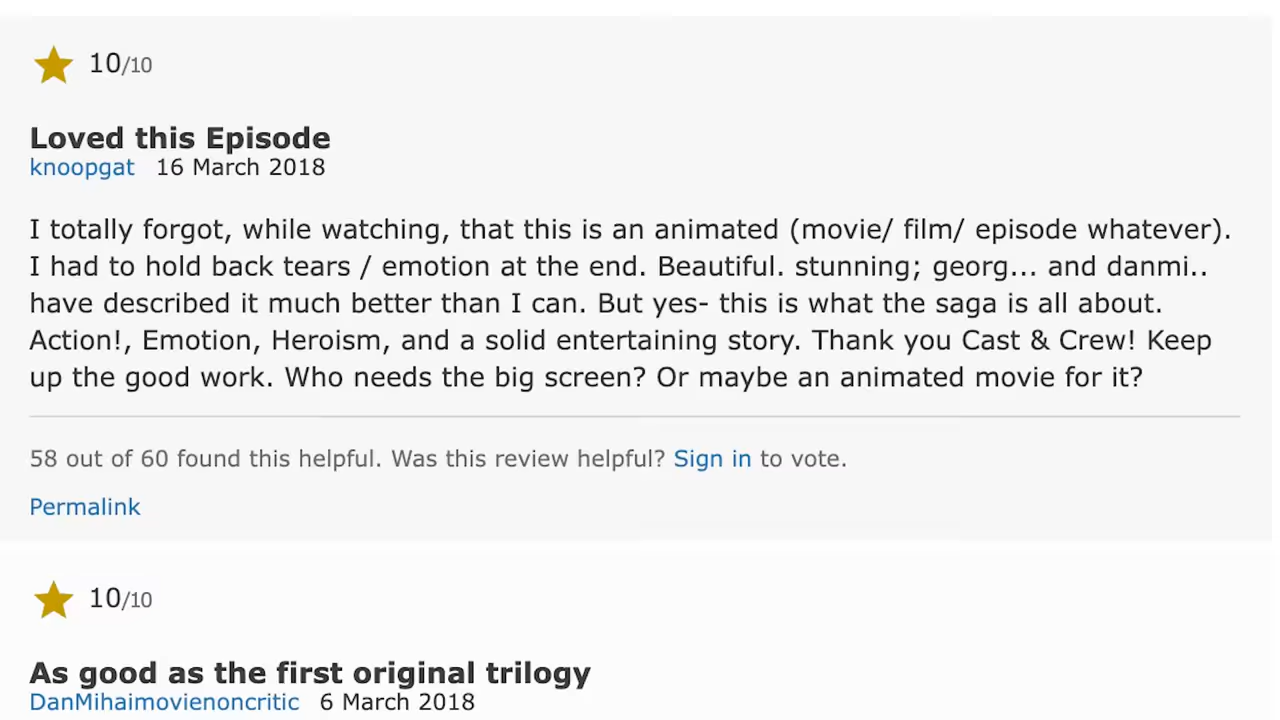 10/10
Loved this Episode
knoopgat 16 March 2018
I totally forgot, while watching, that this is an animated (movie/ film/ episode whatever).
I had to hold back tears / emotion at the end. Beautiful. stunning; georg... and danmi..
have described it much better than I can. But yes- this is what the saga is all about.
Action!, Emotion, Heroism, and a solid entertaining story. Thank you Cast & Crew! Keep
up the good work. Who needs the big screen? Or maybe an animated movie for it?
58 out of 60 found this helpful. Was this review helpful? Sign in to vote.
Permalink
10/10
As good as the first original trilogy
DanMihaimovienoncritic 6 March 2018